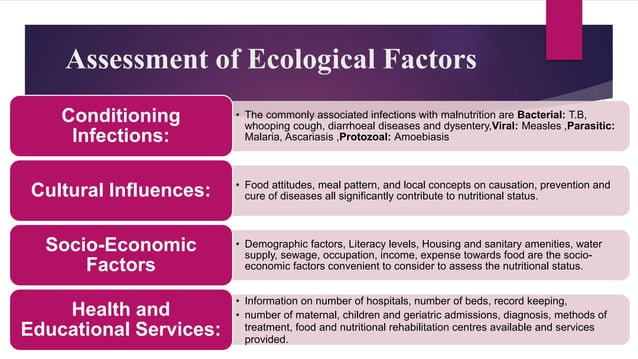 Assessment of Ecological Factors
Conditioning
Infections:
• The commonly associated infections with malnutrition are Bacterial: T.B,
whooping cough, diarrhoeal diseases and dysentery,Viral: Measles ,Parasitic:
Malaria, Ascariasis ,Protozoal: Amoebiasis
Cultural Influences:
• Food attitudes, meal pattern, and local concepts on causation, prevention and
cure of diseases all significantly contribute to nutritional status.
Socio-Economic
Factors
• Demographic factors, Literacy levels, Housing and sanitary amenities, water
supply, sewage, occupation, income, expense towards food are the socio-
economic factors convenient to consider to assess the nutritional status.
Health and
Educational Services:
• Information on number of hospitals, number of beds, record keeping,
• number of maternal, children and geriatric admissions, diagnosis, methods of
treatment, food and nutritional rehabilitation centres available and services
provided.